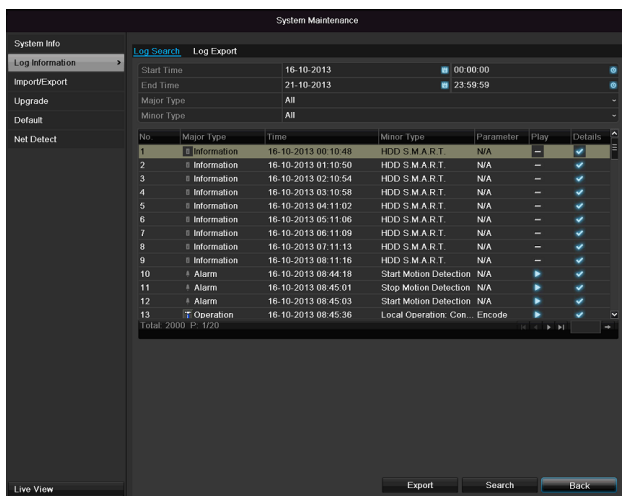 System Maintenance
System Info
Log Information >
Import/Export
Upgrade
Default
Net Detect
Live View
Log Search Log Export
Start Time 16-10-2013 00:00:00
End Time 21-10-2013 23:59:59
Major Type All
Minor Type All
No. Major Type Time Minor Type Parameter Play Details
1 Information 16-10-2013 00:10:48 HDD S.M.A.R.T. N/A –
2 Information 16-10-2013 01:10:50 HDD S.M.A.R.T. N/A –
3 Information 16-10-2013 02:10:54 HDD S.M.A.R.T. N/A –
4 Information 16-10-2013 03:10:58 HDD S.M.A.R.T. N/A –
5 Information 16-10-2013 04:11:02 HDD S.M.A.R.T. N/A –
6 Information 16-10-2013 05:11:06 HDD S.M.A.R.T. N/A –
7 Information 16-10-2013 06:11:09 HDD S.M.A.R.T. N/A –
8 Information 16-10-2013 07:11:13 HDD S.M.A.R.T. N/A –
9 Information 16-10-2013 08:11:16 HDD S.M.A.R.T. N/A –
10 Alarm 16-10-2013 08:44:18 Start Motion Detection N/A
11 Alarm 16-10-2013 08:45:01 Stop Motion Detection N/A
12 Alarm 16-10-2013 08:45:03 Start Motion Detection N/A
13 Operation 16-10-2013 08:45:36 Local Operation: Con... Encode
Total: 2000 P: 1/20
Export Search Back